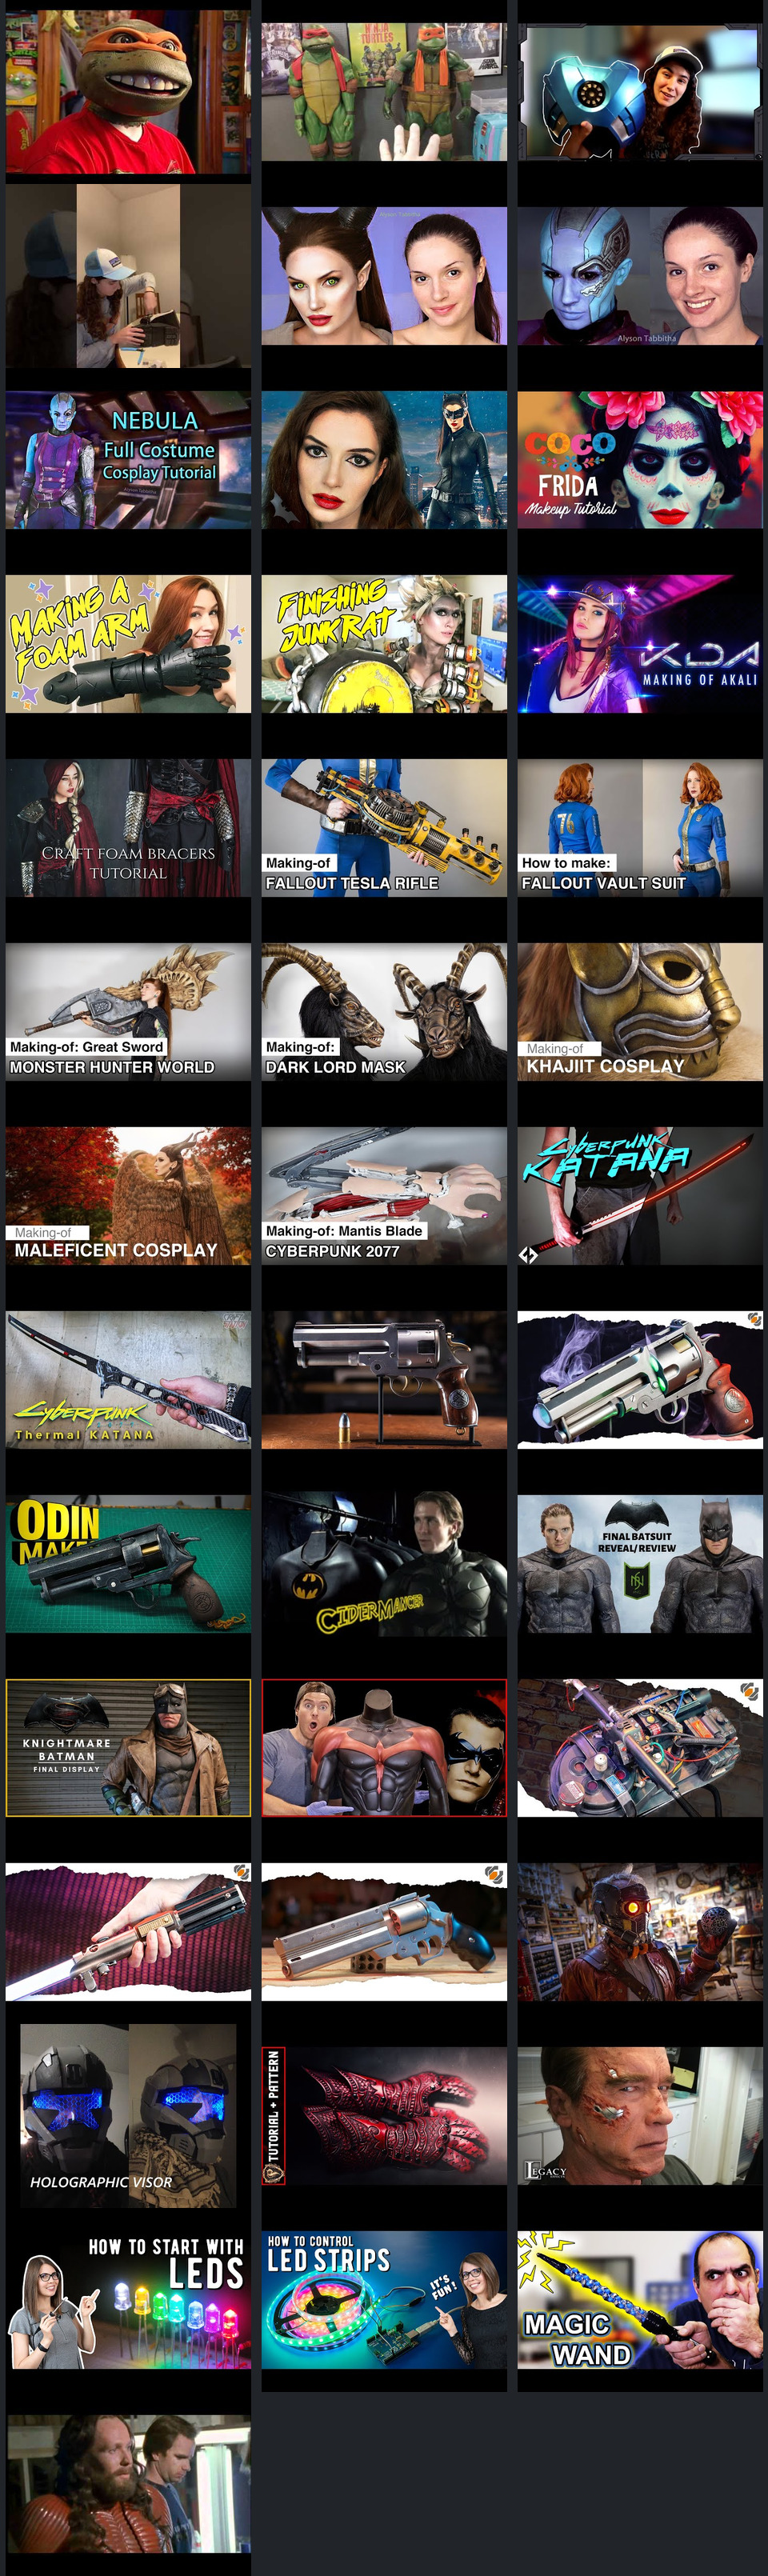 NINJA
TURTLES
Alyson Tabbitha
Alyson Tabbitha
NEBULA
Full Costume
Cosplay Tutorial
COCO
FRIDA
Makeup Tutorial
MAKING A
FOAM ARM
FINISHING
JUNKRAT
KDA
MAKING OF AKALI
CRAFT FOAM BRACERS
TUTORIAL
Making-of
FALLOUT TESLA RIFLE
76
How to make:
FALLOUT VAULT SUIT
Making-of: Great Sword
MONSTER HUNTER WORLD
Making-of:
DARK LORD MASK
Making-of
KHAJIIT COSPLAY
Making-of
MALEFICENT COSPLAY
Making-of: Mantis Blade
CYBERPUNK 2077
CYBERPUNK
KATANA
Cyberpunk
Thermal KATANA
ODIN
MAKES
CIDERMANCER
FINAL BATSUIT
REVEAL/REVIEW
KNIGHTMARE
BATMAN
FINAL DISPLAY
HOLOGRAPHIC VISOR
TUTORIAL + PATTERN
LEGACY
HOW TO START WITH
LEDS
HOW TO CONTROL
LED STRIPS
IT'S
FUN!
MAGIC
WAND